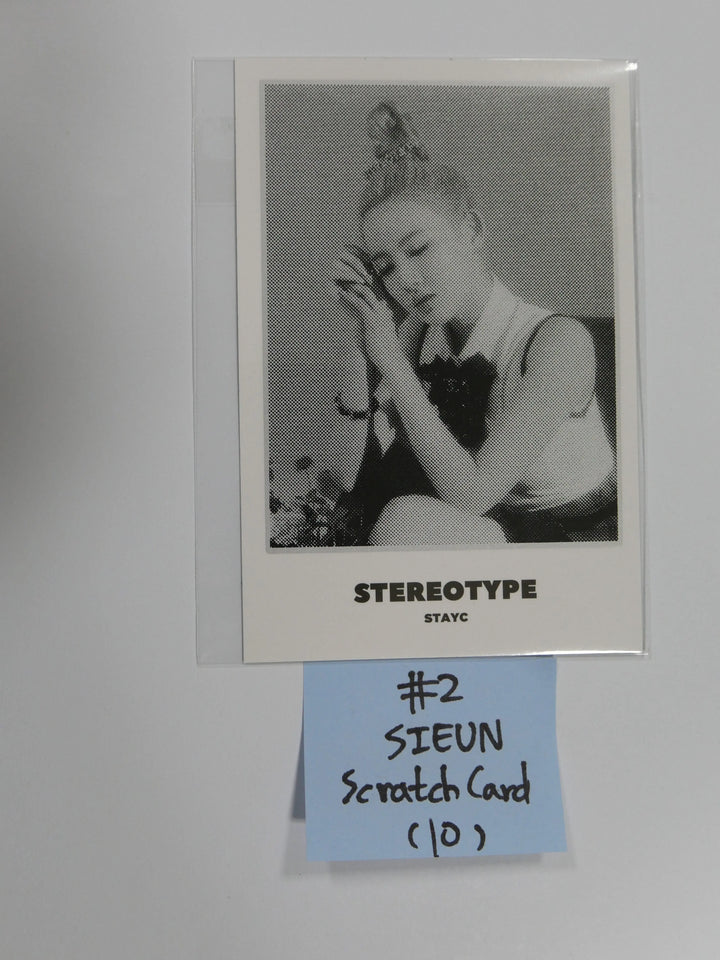 STEREOTYPE
STAYC
#2
SIEUN
Scratch Card
(10)